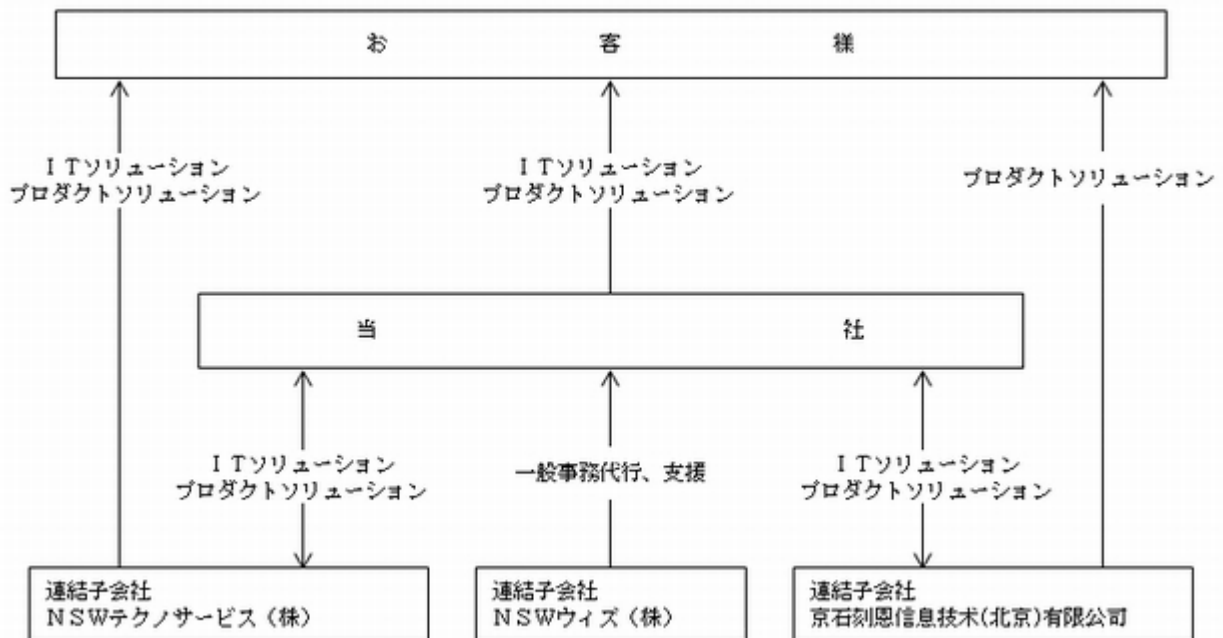 お客様
ＩＴソリューション
プロダクトソリューション
ＩＴソリューション
プロダクトソリューション
プロダクトソリューション
当社
ＩＴソリューション
プロダクトソリューション
一般事務代行、支援
ＩＴソリューション
プロダクトソリューション
連結子会社
ＮＳＷテクノサービス（株）
連結子会社
ＮＳＷウィズ（株）
連結子会社
京石刻恩信息技术(北京)有限公司